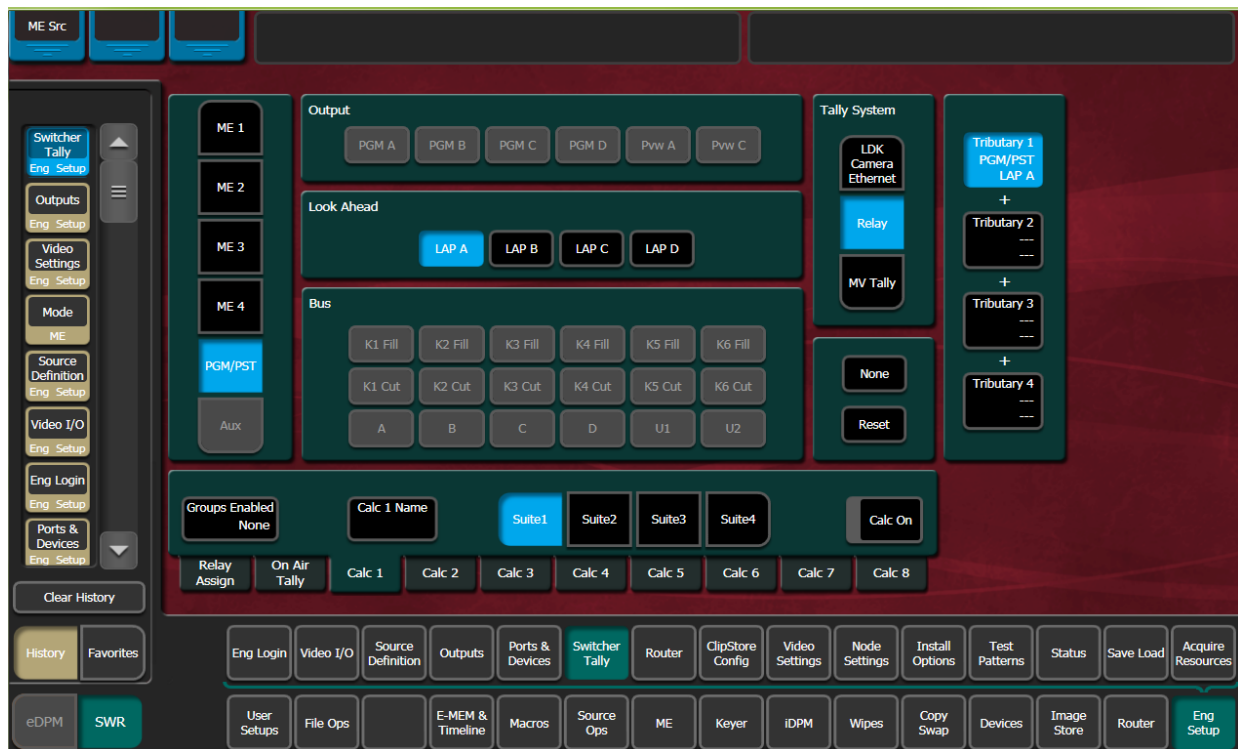 ME Src
Switcher
Tally
Eng Setup
Outputs
Eng Setup
Video
Settings
Eng Setup
Mode
ME
Source
Definition
Eng Setup
Video I/O
Eng Setup
Eng Login
Eng Setup
Ports &
Devices
Eng Setup
Clear History
History
Favorites
eDPM
SWR
ME 1
ME 2
ME 3
ME 4
PGM/PST
Aux
Output
PGM A
PGM B
PGM C
PGM D
Pvw A
Pvw C
Look Ahead
LAP A
LAP B
LAP C
LAP D
Bus
K1 Fill
K2 Fill
K3 Fill
K4 Fill
K5 Fill
K6 Fill
K1 Cut
K2 Cut
K3 Cut
K4 Cut
K5 Cut
K6 Cut
A
B
C
D
U1
U2
Tally System
LDK
Camera
Ethernet
Relay
MV Tally
None
Reset
Tributary 1
PGM/PST
LAP A
+
Tributary 2
---
---
+
Tributary 3
---
---
+
Tributary 4
---
---
Groups Enabled
None
Calc 1 Name
Suite1
Suite2
Suite3
Suite4
Calc On
Relay
Assign
On Air
Tally
Calc 1
Calc 2
Calc 3
Calc 4
Calc 5
Calc 6
Calc 7
Calc 8
Eng Login
Video I/O
Source
Definition
Outputs
Ports &
Devices
Switcher
Tally
Router
ClipStore
Config
Video
Settings
Node
Settings
Install
Options
Test
Patterns
Status
Save Load
Acquire
Resources
User
Setups
File Ops
E-MEM &
Timeline
Macros
Source
Ops
ME
Keyer
iDPM
Wipes
Copy
Swap
Devices
Image
Store
Router
Eng
Setup